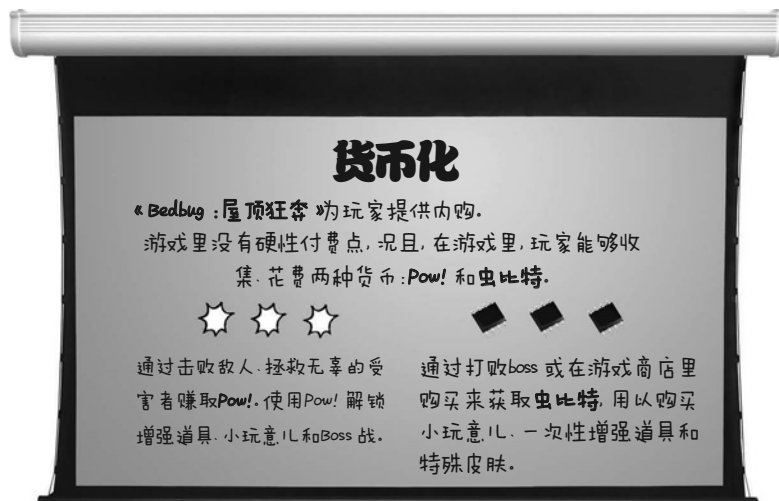 货币化
《Bedbug：屋顶狂奔》为玩家提供内购。
游戏里没有硬性付费点，况且，在游戏里，玩家能够收
集、花费两种货币：Pow! 和虫比特。
通过击败敌人、拯救无辜的受
害者赚取Pow!。使用Pow! 解锁
增强道具、小玩意儿和Boss 战。
通过打败boss 或在游戏商店里
购买来获取虫比特，用以购买
小玩意儿、一次性增强道具和
特殊皮肤。